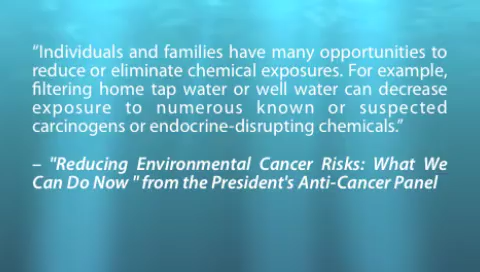 “Individuals and families have many opportunities to
reduce or eliminate chemical exposures. For example,
filtering home tap water or well water can decrease
exposure to numerous known or suspected
carcinogens or endocrine-disrupting chemicals.”
– "Reducing Environmental Cancer Risks: What We
Can Do Now " from the President's Anti-Cancer Panel